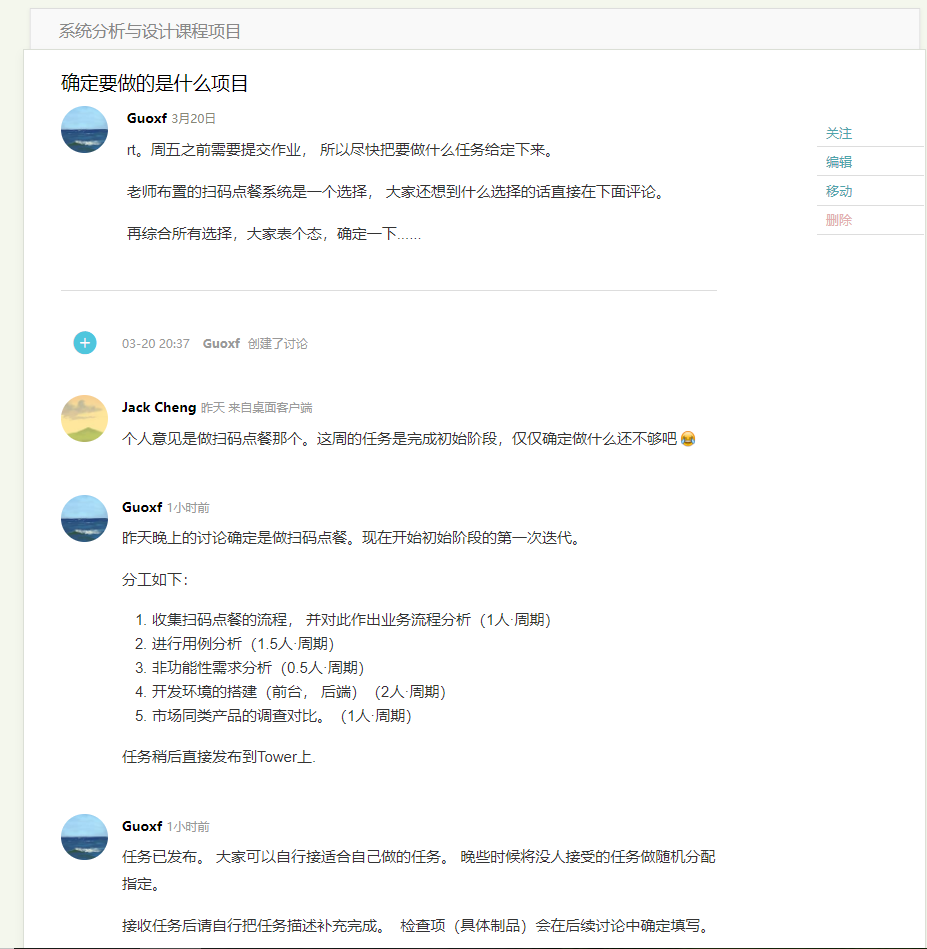 系统分析与设计课程项目
确定要做的是什么项目
Guoxf 3月20日
rt。周五之前需要提交作业， 所以尽快把要做什么任务给定下来。
老师布置的扫码点餐系统是一个选择， 大家还想到什么选择的话直接在下面评论。
再综合所有选择，大家表个态，确定一下......
关注
编辑
移动
删除
03-20 20:37 Guoxf 创建了讨论
Jack Cheng 昨天 来自桌面客户端
个人意见是做扫码点餐那个。这周的任务是完成初始阶段，仅仅确定做什么还不够吧😂
Guoxf 1小时前
昨天晚上的讨论确定是做扫码点餐。现在开始初始阶段的第一次迭代。
分工如下：
1. 收集扫码点餐的流程， 并对此作出业务流程分析（1人·周期）
2. 进行用例分析（1.5人·周期）
3. 非功能性需求分析（0.5人·周期）
4. 开发环境的搭建（前台， 后端）（2人·周期）
5. 市场同类产品的调查对比。（1人·周期）
任务稍后直接发布到Tower上.
Guoxf 1小时前
任务已发布。 大家可以自行接适合自己做的任务。 晚些时候将没人接受的任务做随机分配
指定。
接收任务后请自行把任务描述补充完成。 检查项（具体制品）会在后续讨论中确定填写。